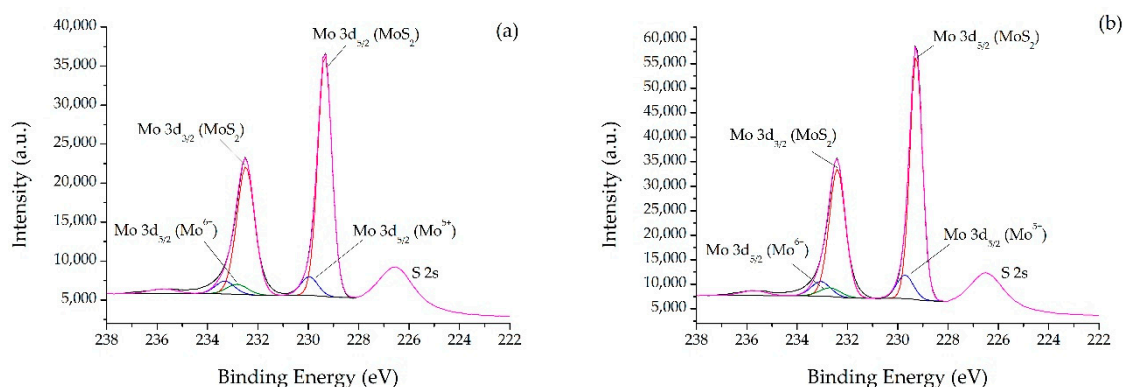 (a)
40,000
35,000
30,000
25,000
20,000
15,000
10,000
5,000
Intensity (a.u.)
Mo 3d5/2 (MoS2)
Mo 3d3/2 (MoS2)
Mo 3d5/2 (Mo6+)
Mo 3d5/2 (Mo5+)
S 2s
238 236 234 232 230 228 226 224 222
Binding Energy (eV)
(b)
60,000
55,000
50,000
45,000
40,000
35,000
30,000
25,000
20,000
15,000
10,000
5,000
Intensity (a.u.)
Mo 3d5/2 (MoS2)
Mo 3d3/2 (MoS2)
Mo 3d5/2 (Mo6+)
Mo 3d5/2 (Mo5+)
S 2s
238 236 234 232 230 228 226 224 222
Binding Energy (eV)